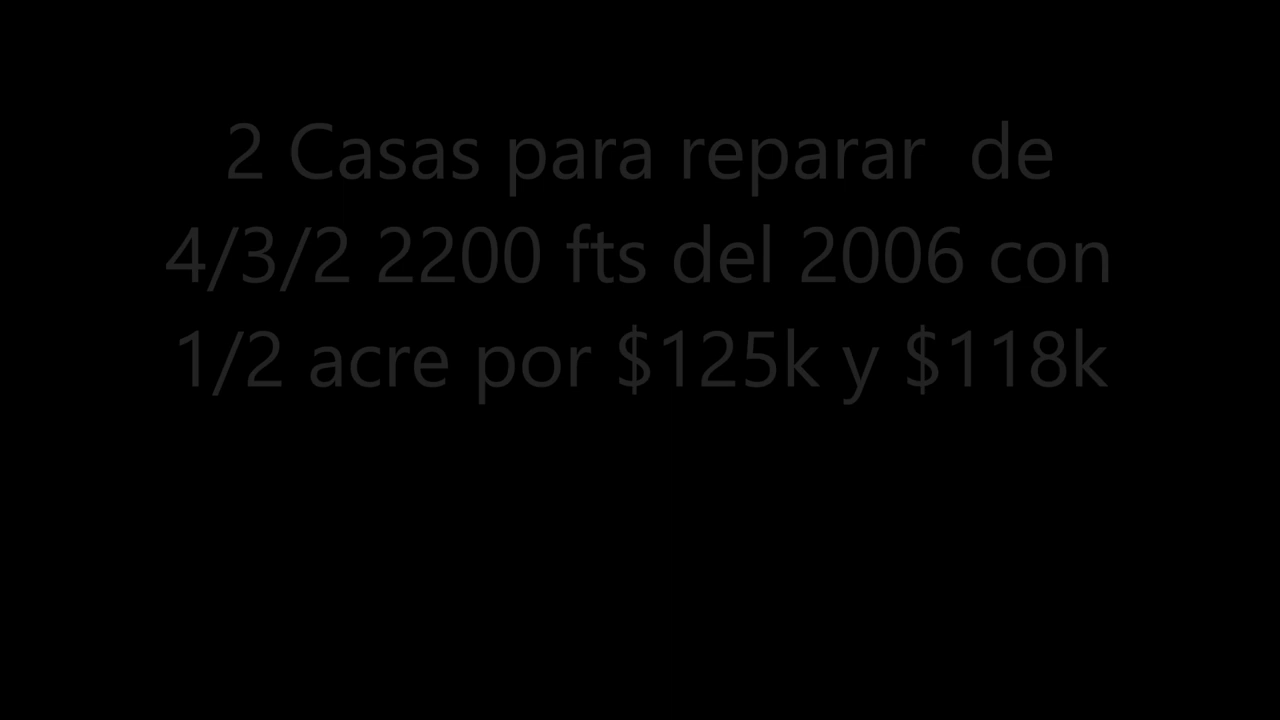 2 Casas para reparar  de
4/3/2 2200 fts del 2006 con
1/2 acre por $125k y $118k